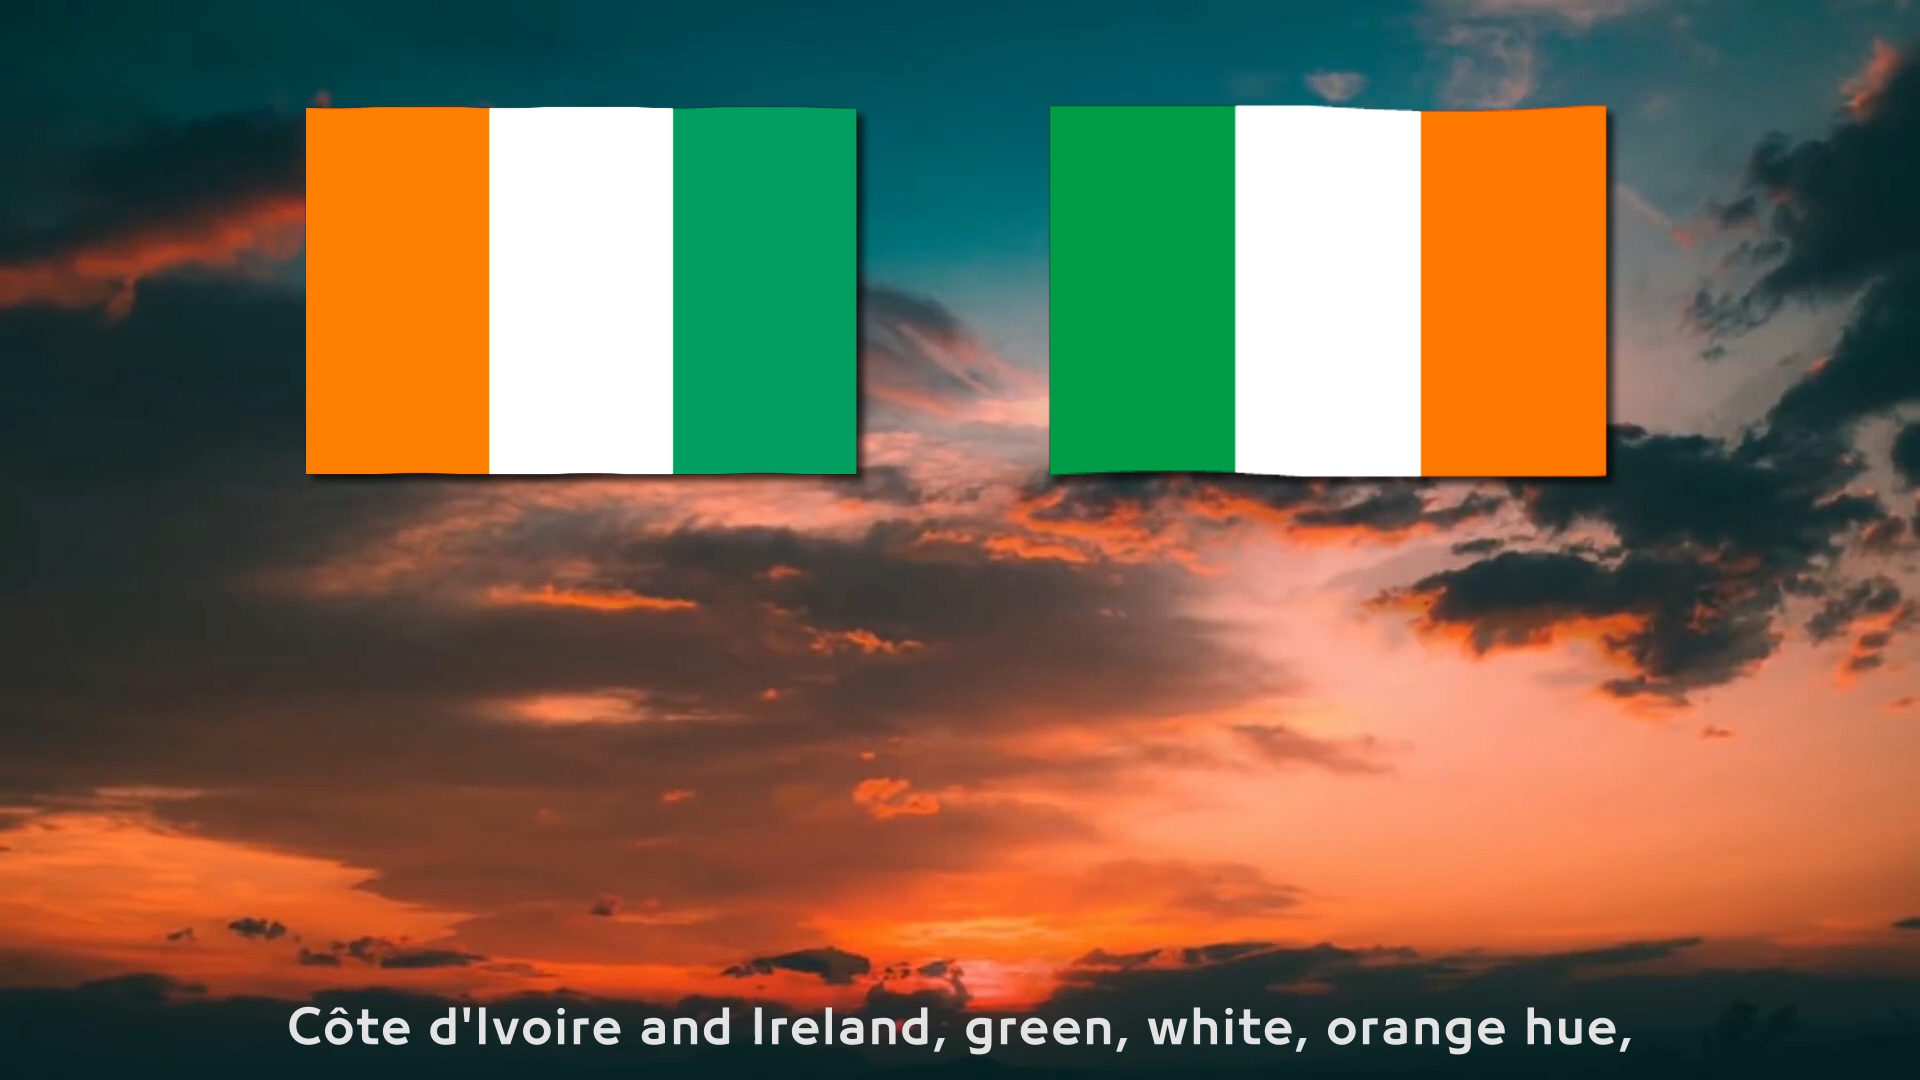 Côte d'Ivoire and Ireland, green, white, orange hue,